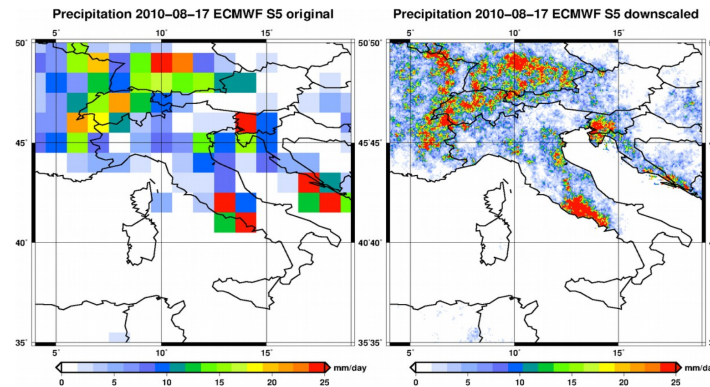 Precipitation 2010−08−17 ECMWF S5 original
Precipitation 2010−08−17 ECMWF S5 downscaled
5˚ 10˚ 15˚
5˚ 10˚ 15˚
50˚ 50˚ 50˚
45˚ 45˚ 45˚
40˚ 40˚ 40˚
35˚ 35˚ 35˚
5˚ 10˚ 15˚
5˚ 10˚ 15˚
mm/day
mm/day
0 5 10 15 20 25
0 5 10 15 20 25